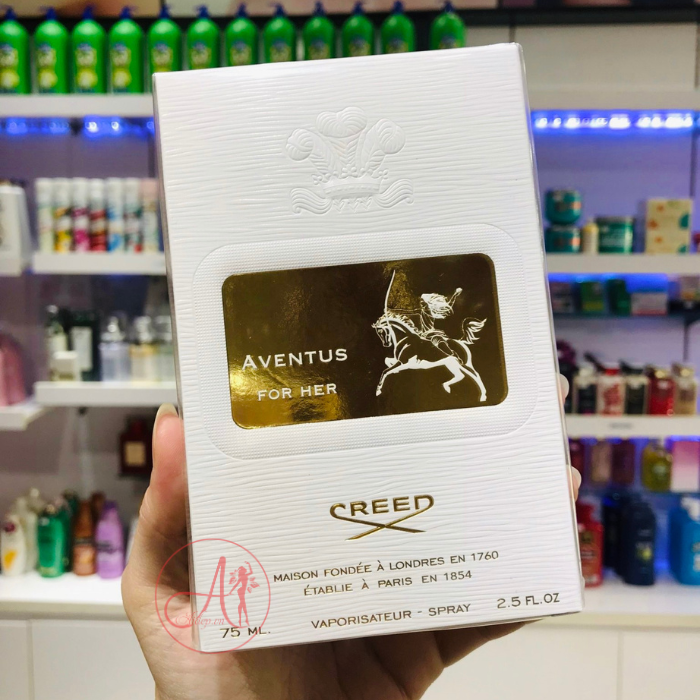 AVENTUS
FOR HER
CREED
MAISON FONDÉE À LONDRES EN 1760
ÉTABLIE À PARIS EN 1854
75 ML. VAPORISATEUR - SPRAY 2.5 FL.OZ